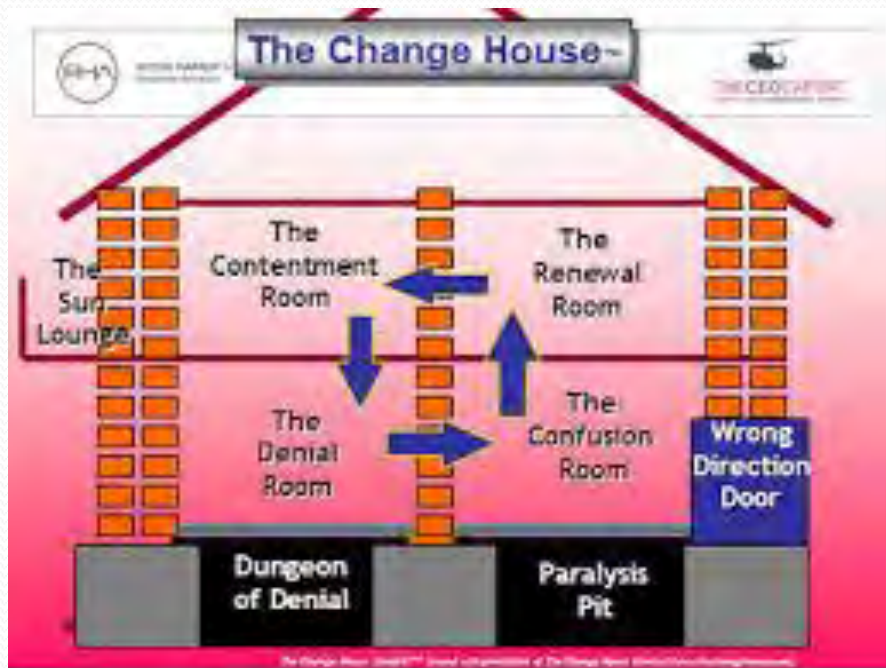 The Change House™
The
Contentment
Room
The
Renewal
Room
The
Sun
Lounge
The
Denial
Room
The
Confusion
Room
Wrong
Direction
Door
Dungeon
of Denial
Paralysis
Pit